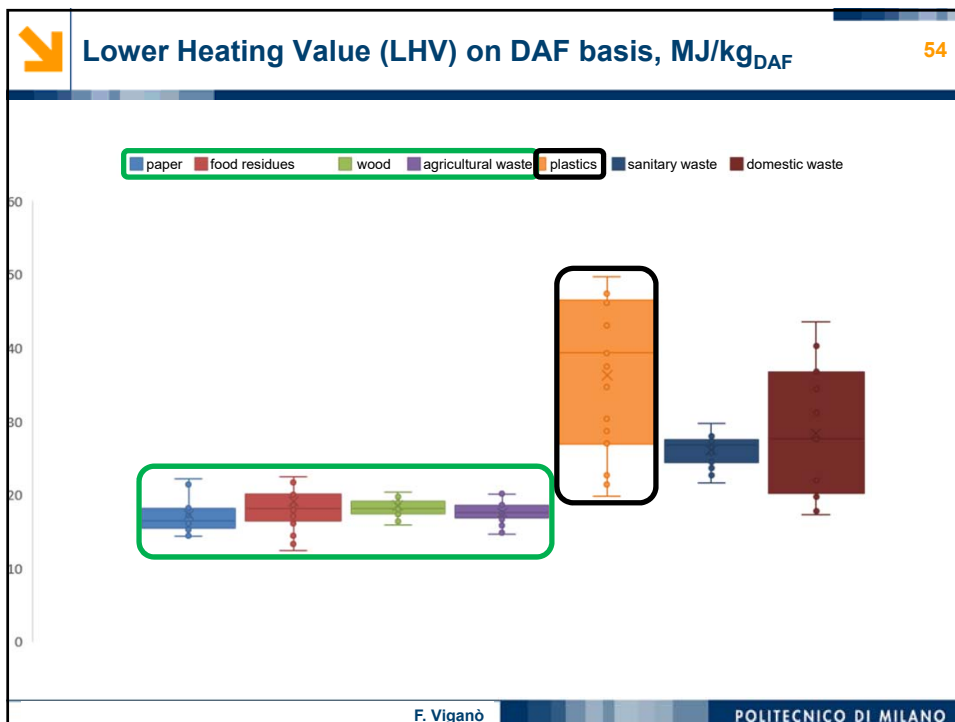 Lower Heating Value (LHV) on DAF basis, MJ/kgDAF
54
paper food residues wood agricultural waste plastics sanitary waste domestic waste
60
50
40
30
20
10
0
F. Viganò
POLITECNICO DI MILANO